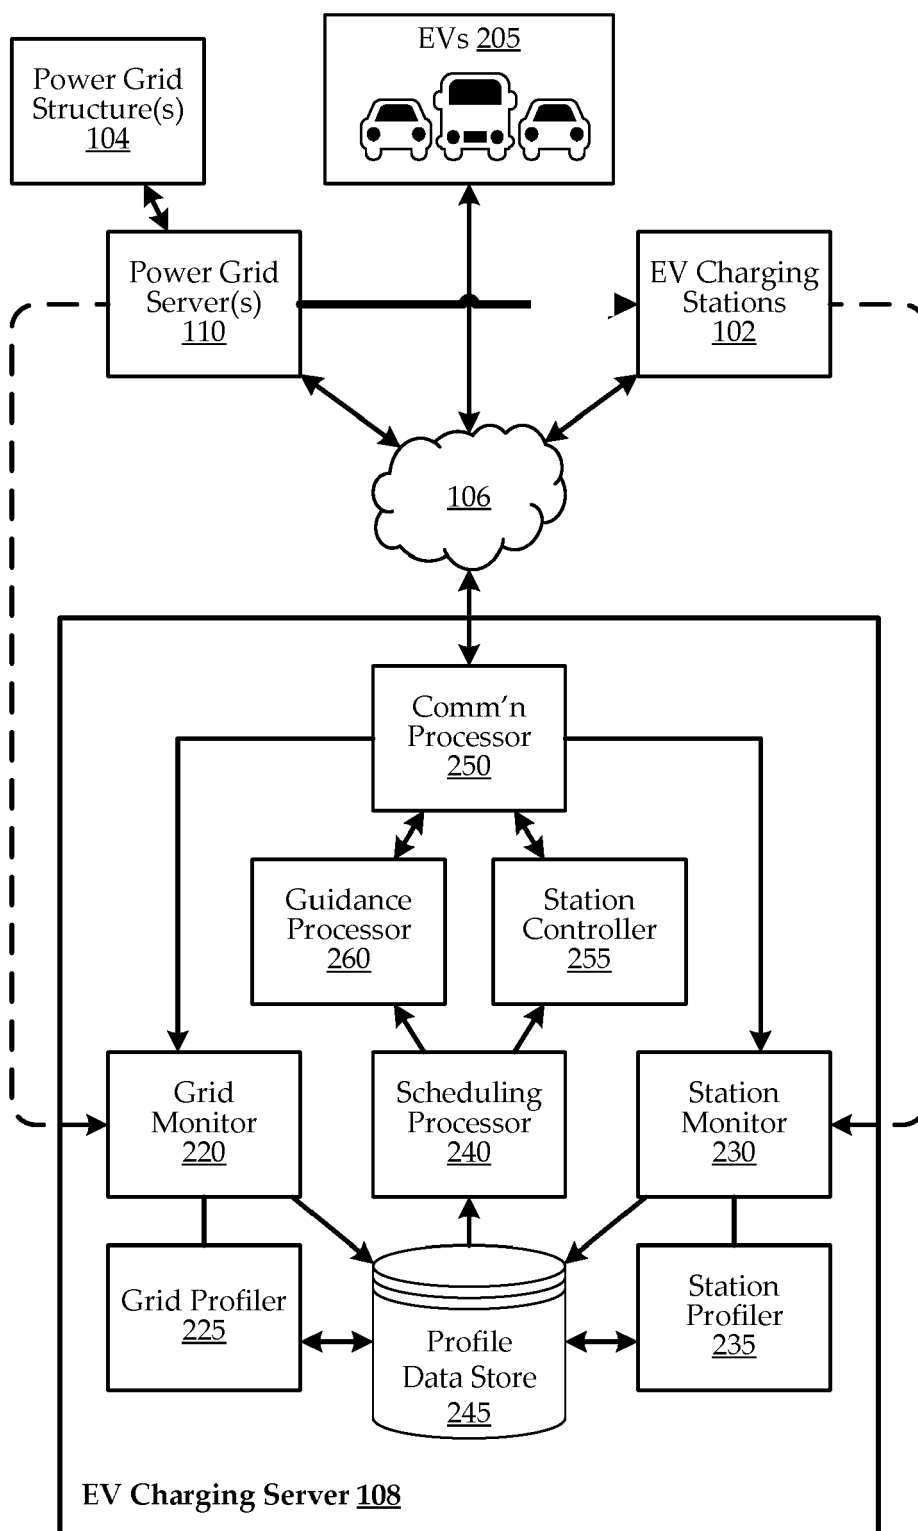 EVs 205
Power Grid
Structure(s)
104
Power Grid
Server(s)
110
EV Charging
Stations
102
106
Comm'n
Processor
250
Guidance
Processor
260
Station
Controller
255
Grid
Monitor
220
Scheduling
Processor
240
Station
Monitor
230
Grid Profiler
225
Profile
Data Store
245
Station
Profiler
235
EV Charging Server 108